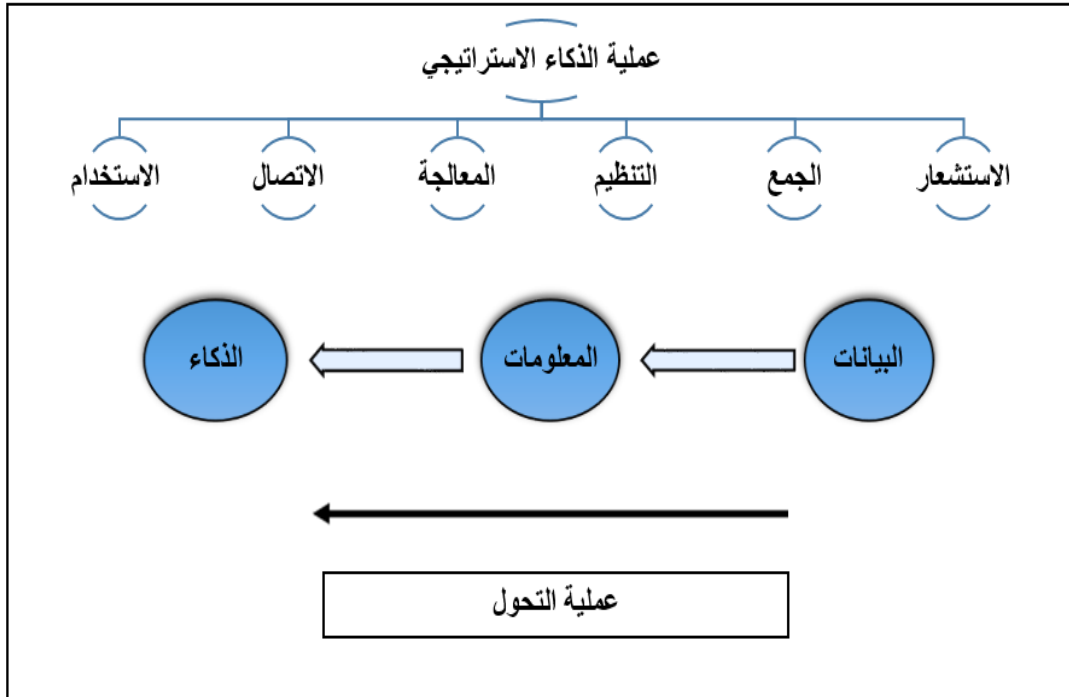 عملية الذكاء الاستراتيجي
الاستشعار
الجمع
التنظيم
المعالجة
الاتصال
الاستخدام
البيانات
المعلومات
الذكاء
عملية التحول